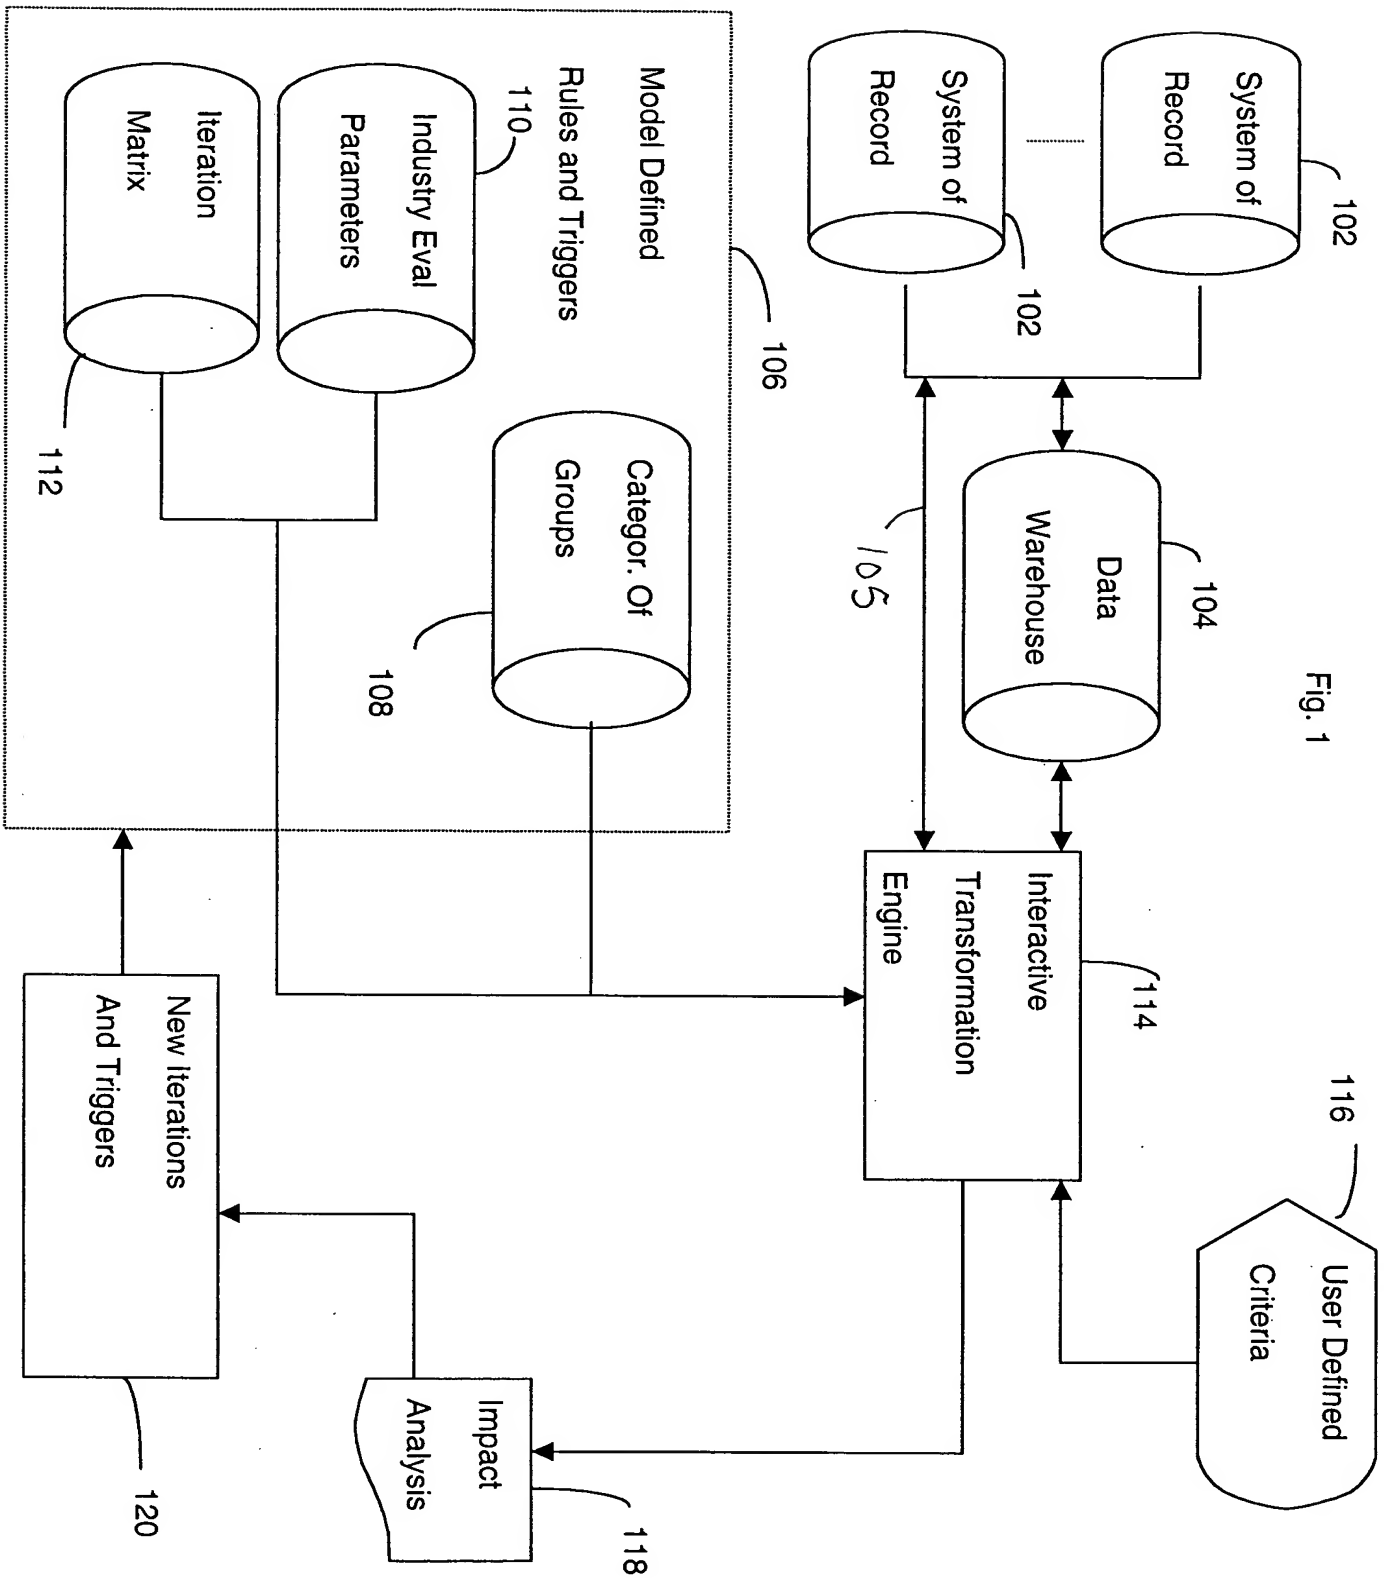 Fig. 1
System of
Record
102
System of
Record
102
104
Data
Warehouse
105
Interactive
Transformation
Engine
114
116
User Defined
Criteria
106
Model Defined
Rules and Triggers
110
Industry Eval
Parameters
Iteration
Matrix
112
Categor. Of
Groups
108
Impact
Analysis
118
New Iterations
And Triggers
120